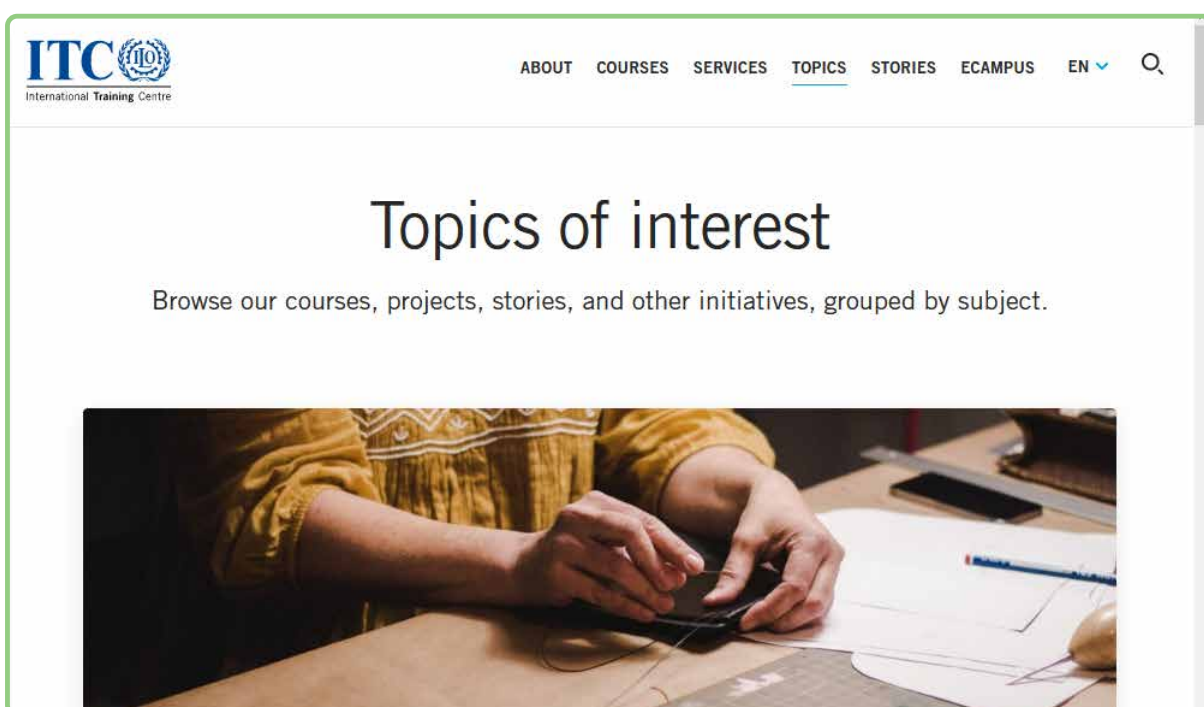 ITC ILO
International Training Centre
ABOUT COURSES SERVICES TOPICS STORIES ECAMPUS EN
Topics of interest
Browse our courses, projects, stories, and other initiatives, grouped by subject.